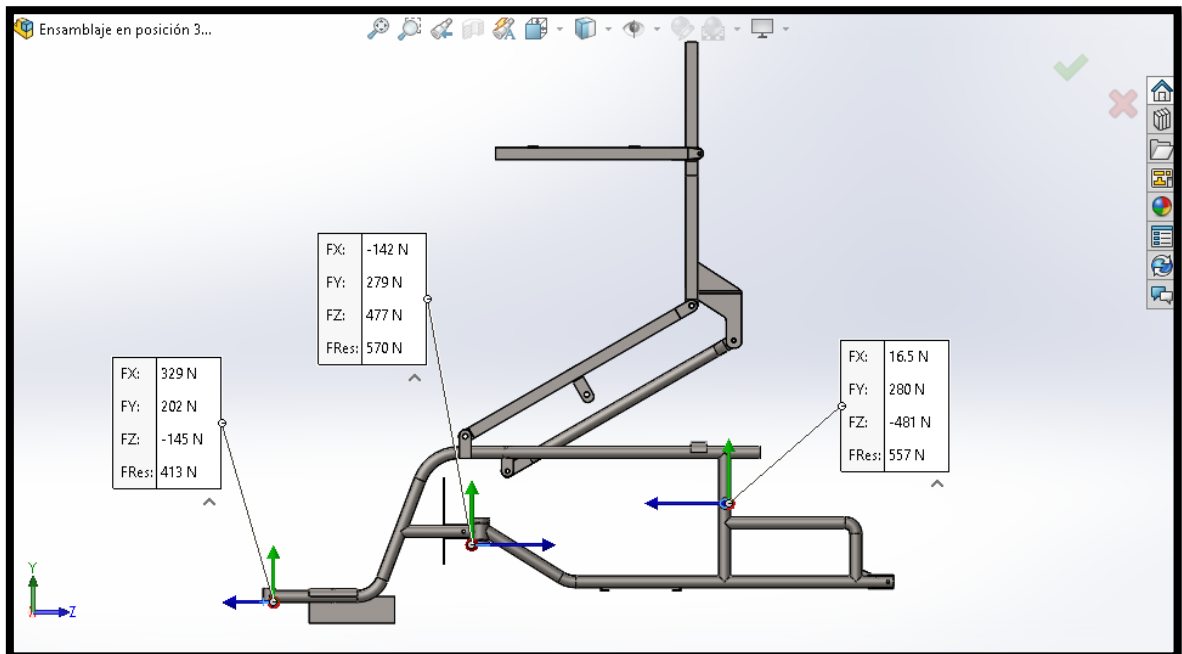 Ensamblaje en posición 3...
FX: -142 N
FY: 279 N
FZ: 477 N
FRes: 570 N
FX: 16.5 N
FY: 280 N
FZ: -481 N
FRes: 557 N
FX: 329 N
FY: 202 N
FZ: -145 N
FRes: 413 N
Y
Z